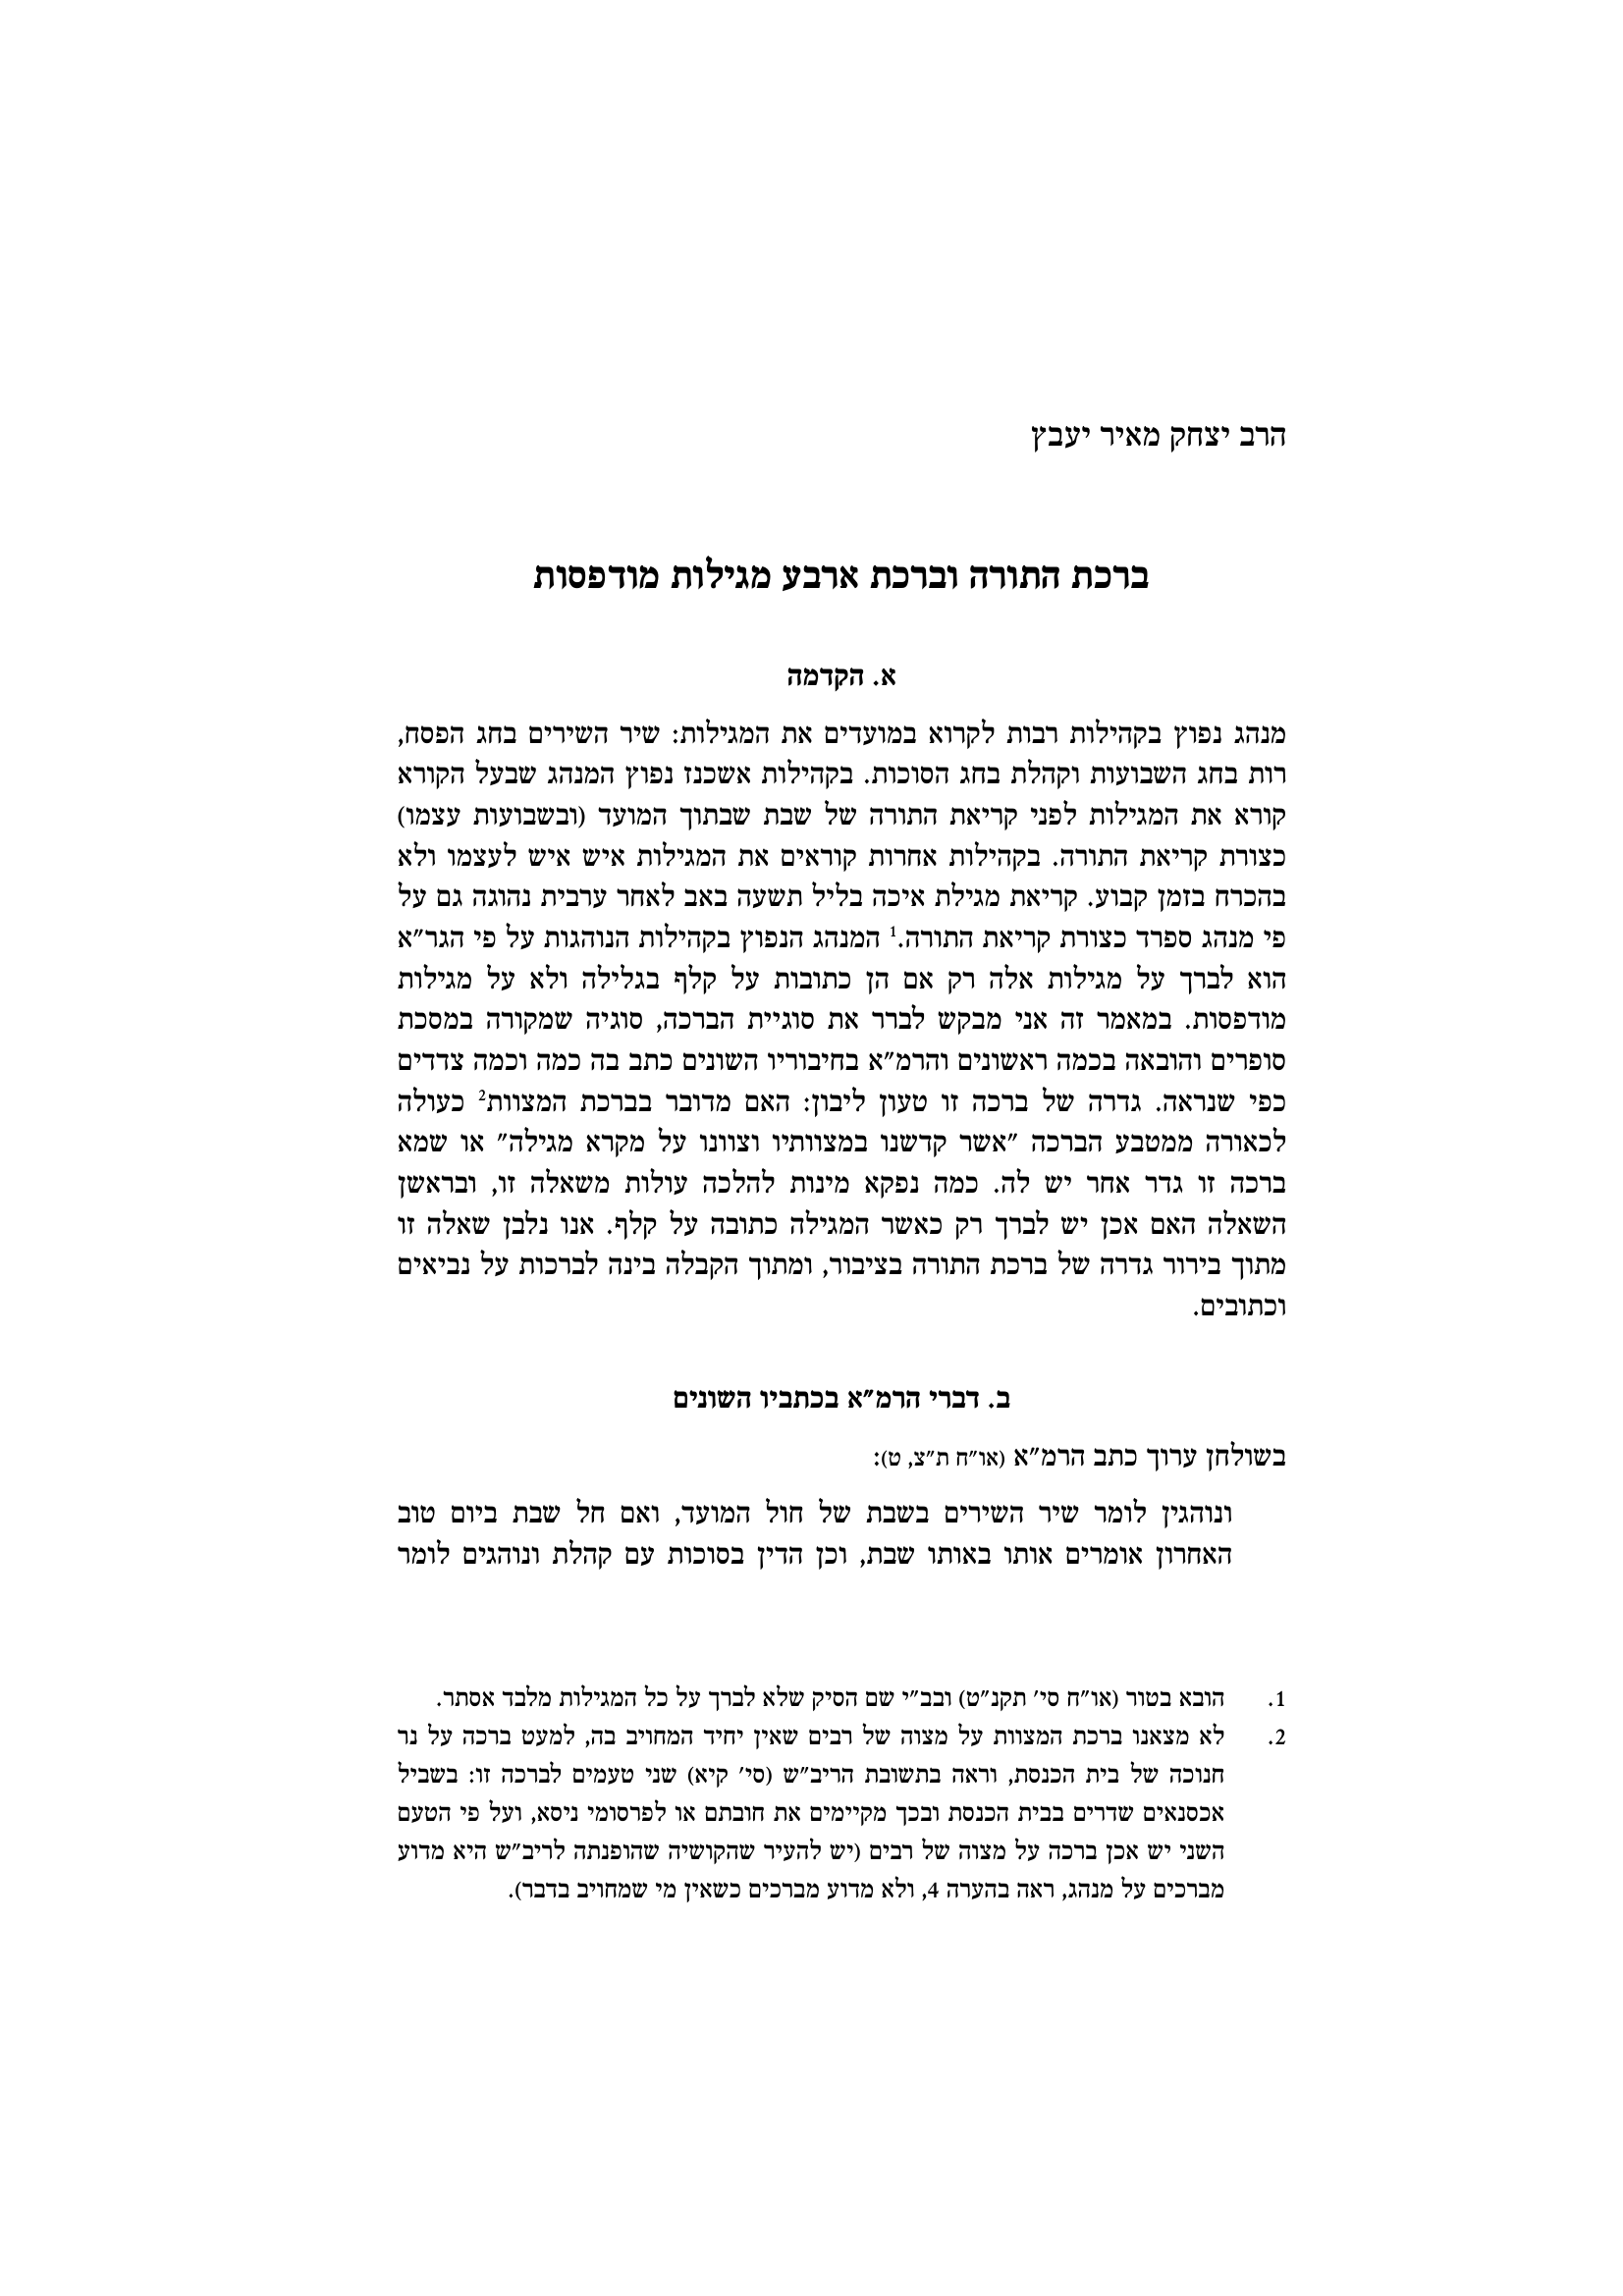 הרב יצחק מאיר יעבץ
ברכת התורה וברכת ארבע מגילות מודפסות
א. הקדמה
מנהג נפוץ בקהילות רבות לקרוא במועדים את המגילות: שיר השירים בחג הפסח,
רות בחג השבועות וקהלת בחג הסוכות. בקהילות אשכנז נפוץ המנהג שבעל הקורא
קורא את המגילות לפני קריאת התורה של שבת שבתוך המועד (ובשבועות עצמו)
כצורת קריאת התורה. בקהילות אחרות קוראים את המגילות איש איש לעצמו ולא
בהכרח בזמן קבוע. קריאת מגילת איכה בליל תשעה באב לאחר ערבית נהוגה גם על
פי מנהג ספרד כצורת קריאת התורה.¹ המנהג הנפוץ בקהילות הנוהגות על פי הגר״א
הוא לברך על מגילות אלה רק אם הן כתובות על קלף בגלילה ולא על מגילות
מודפסות. במאמר זה אני מבקש לברר את סוגיית הברכה, סוגיה שמקורה במסכת
סופרים והובאה בכמה ראשונים והרמ״א בחיבוריו השונים כתב בה כמה וכמה צדדים
כפי שנראה. גדרה של ברכה זו טעון ליבון: האם מדובר בברכת המצוות² כעולה
לכאורה ממטבע הברכה ״אשר קדשנו במצוותיו וצוונו על מקרא מגילה״ או שמא
ברכה זו גדר אחר יש לה. כמה נפקא מינות להלכה עולות משאלה זו, ובראשן
השאלה האם אכן יש לברך רק כאשר המגילה כתובה על קלף. אנו נלבן שאלה זו
מתוך בירור גדרה של ברכת התורה בציבור, ומתוך הקבלה בינה לברכות על נביאים
וכתובים.
ב. דברי הרמ״א בכתביו השונים
בשולחן ערוך כתב הרמ״א (או״ח ת״צ, ט):
ונוהגין לומר שיר השירים בשבת של חול המועד, ואם חל שבת ביום טוב
האחרון אומרים אותו באותו שבת, וכן הדין בסוכות עם קהלת ונוהגים לומר
1. הובא בטור (או״ח סי׳ תקנ״ט) ובב״י שם הסיק שלא לברך על כל המגילות מלבד אסתר.
2. לא מצאנו ברכת המצוות על מצוה של רבים שאין יחיד המחויב בה, למעט ברכה על נר
חנוכה של בית הכנסת, וראה בתשובת הריב״ש (סי׳ קיא) שני טעמים לברכה זו: בשביל
אכסנאים שדרים בבית הכנסת ובכך מקיימים את חובתם או לפרסומי ניסא, ועל פי הטעם
השני יש אכן ברכה על מצוה של רבים (יש להעיר שהקושיה שהופנתה לריב״ש היא מדוע
מברכים על מנהג, ראה בהערה 4, ולא מדוע מברכים כשאין מי שמחויב בדבר).